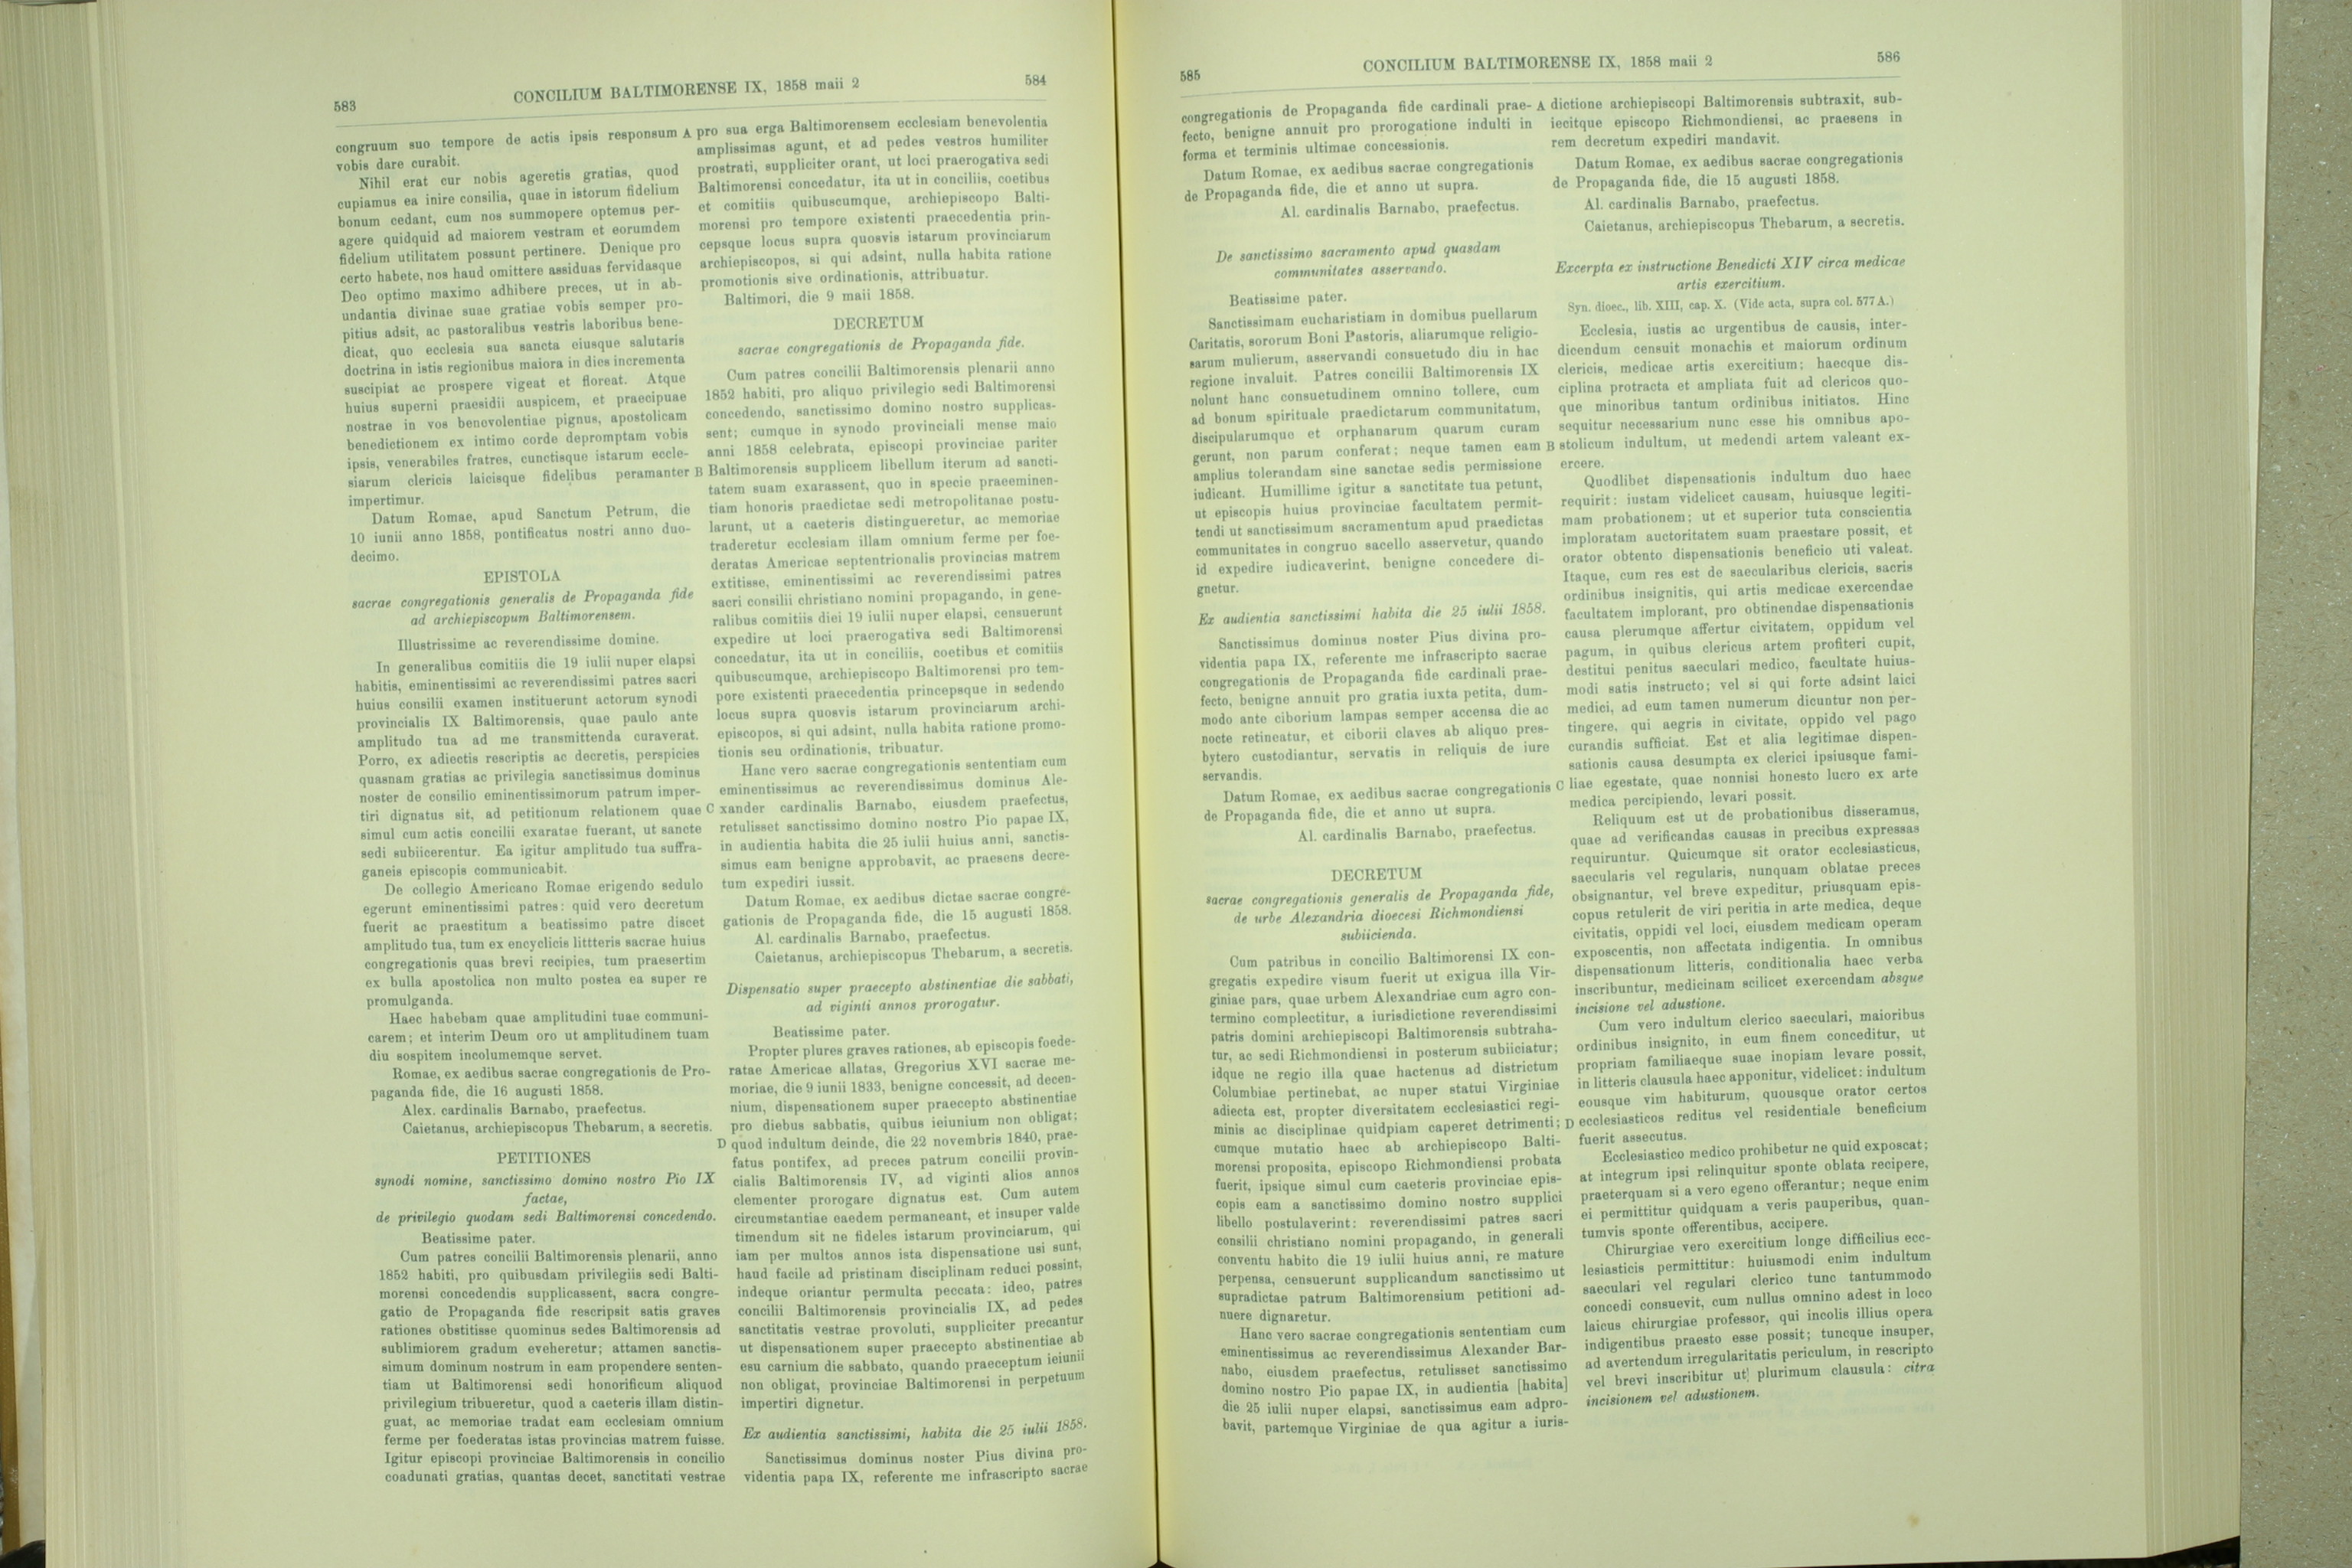 583
CONCILIUM BALTIMORENSE IX, 1858 maii 2
584
congruum suo tempore de actis ipsis responsum A
vobis dare curabit.
Nihil erat cur nobis ageretis gratias, quod
cupiamus ea inire consilia, quae in istorum fidelium
bonum cedant, cum nos summopere optemus per-
agere quidquid ad maiorem vestram et eorumdem
fidelium utilitatem possunt pertinere. Denique pro
certo habete, nos haud omittere assiduas fervidasque
Deo optimo maximo adhibere preces, ut in ab-
undantia divinae suae gratiae vobis semper pro-
pitius adsit, ac pastoralibus vestris laboribus bene-
dicat, quo ecclesia sua sancta eiusque salutaris
doctrina in istis regionibus maiora in dies incrementa
suscipiat ac prospere vigeat et floreat. Atque
huius superni praesidii auspicem, et praecipuae
nostrae in vos benevolentiae pignus, apostolicam
benedictionem ex intimo corde depromptam vobis
ipsis, venerabiles fratres, cunctisque istarum eccle-
siarum clericis laicisque fidelibus peramanter B
impertimur.
Datum Romae, apud Sanctum Petrum, die
10 iunii anno 1858, pontificatus nostri anno duo-
decimo.
EPISTOLA
sacrae congregationis generalis de Propaganda fide
ad archiepiscopum Baltimorensem.
Illustrissime ac reverendissime domine.
In generalibus comitiis die 19 iulii nuper elapsi
habitis, eminentissimi ac reverendissimi patres sacri
huius consilii examen instituerunt actorum synodi
provincialis IX Baltimorensis, quae paulo ante
amplitudo tua ad me transmittenda curaverat.
Porro, ex adiectis rescriptis ac decretis, perspicies
quasnam gratias ac privilegia sanctissimus dominus
noster de consilio eminentissimorum patrum imper-
tiri dignatus sit, ad petitionum relationem quae C
simul cum actis concilii exaratae fuerant, ut sancte
sedi subiicerentur. Ea igitur amplitudo tua suffra-
ganeis episcopis communicabit.
De collegio Americano Romae erigendo sedulo
egerunt eminentissimi patres: quid vero decretum
fuerit ac praestitum a beatissimo patre discet
amplitudo tua, tum ex encyclicis littteris sacrae huius
congregationis quas brevi recipies, tum praesertim
ex bulla apostolica non multo postea ea super re
promulganda.
Haec habebam quae amplitudini tuae communi-
carem; et interim Deum oro ut amplitudinem tuam
diu sospitem incolumemque servet.
Romae, ex aedibus sacrae congregationis de Pro-
paganda fide, die 16 augusti 1858.
Alex. cardinalis Barnabo, praefectus.
Caietanus, archiepiscopus Thebarum, a secretis.
PETITIONES
synodi nomine, sanctissimo domino nostro Pio IX
factae,
de privilegio quodam sedi Baltimorensi concedendo.
Beatissime pater.
Cum patres concilii Baltimorensis plenarii, anno
1852 habiti, pro quibusdam privilegiis sedi Balti-
morensi concedendis supplicassent, sacra congre-
gatio de Propaganda fide rescripsit satis graves
rationes obstitisse quominus sedes Baltimorensis ad
sublimiorem gradum eveheretur; attamen sanctis-
simum dominum nostrum in eam propendere senten-
tiam ut Baltimorensi sedi honorificum aliquod
privilegium tribueretur, quod a caeteris illam distin-
guat, ac memoriae tradat eam ecclesiam omnium
ferme per foederatas istas provincias matrem fuisse.
Igitur episcopi provinciae Baltimorensis in concilio
coadunati gratias, quantas decet, sanctitati vestrae
pro sua erga Baltimorensem ecclesiam benevolentia
amplissimas agunt, et ad pedes vestros humiliter
prostrati, suppliciter orant, ut loci praerogativa sedi
Baltimorensi concedatur, ita ut in conciliis, coetibus
et comitiis quibuscumque, archiepiscopo Balti-
morensi pro tempore existenti praecedentia prin-
cepsque locus supra quosvis istarum provinciarum
archiepiscopos, si qui adsint, nulla habita ratione
promotionis sive ordinationis, attribuatur.
Baltimori, die 9 maii 1858.
DECRETUM
sacrae congregationis de Propaganda fide.
Cum patres concilii Baltimorensis plenarii anno
1852 habiti, pro aliquo privilegio sedi Baltimorensi
concedendo, sanctissimo domino nostro supplicas-
sent; cumque in synodo provinciali mense maio
anni 1858 celebrata, episcopi provinciae pariter
Baltimorensis supplicem libellum iterum ad sancti-
tatem suam exarassent, quo in specie praeeminen-
tiam honoris praedictae sedi metropolitanae postu-
larunt, ut a caeteris distingueretur, ac memoriae
traderetur ecclesiam illam omnium ferme per foe-
deratas Americae septentrionalis provincias matrem
extitisse, eminentissimi ac reverendissimi patres
sacri consilii christiano nomini propagando, in gene-
ralibus comitiis diei 19 iulii nuper elapsi, censuerunt
expedire ut loci praerogativa sedi Baltimorensi
concedatur, ita ut in conciliis, coetibus et comitiis
quibuscumque, archiepiscopo Baltimorensi pro tem-
pore existenti praecedentia princepsque in sedendo
locus supra quosvis istarum provinciarum archi-
episcopos, si qui adsint, nulla habita ratione promo-
tionis seu ordinationis, tribuatur.
Hanc vero sacrae congregationis sententiam cum
eminentissimus ac reverendissimus dominus Ale-
xander cardinalis Barnabo, eiusdem praefectus,
retulisset sanctissimo domino nostro Pio papae IX,
in audientia habita die 25 iulii huius anni, sanctis-
simus eam benigne approbavit, ac praesens decre-
tum expediri iussit.
Datum Romae, ex aedibus dictae sacrae congre-
gationis de Propaganda fide, die 15 augusti 1858.
Al. cardinalis Barnabo, praefectus.
Caietanus, archiepiscopus Thebarum, a secretis.
Dispensatio super praecepto abstinentiae die sabbati,
ad viginti annos prorogatur.
Beatissime pater.
Propter plures graves rationes, ab episcopis foede-
ratae Americae allatas, Gregorius XVI sacrae me-
moriae, die 9 iunii 1833, benigne concessit, ad decen-
nium, dispensationem super praecepto abstinentiae
pro diebus sabbatis, quibus ieiunium non obligat;
D quod indultum deinde, die 22 novembris 1840, prae-
fatus pontifex, ad preces patrum concilii provin-
cialis Baltimorensis IV, ad viginti alios annos
clementer prorogare dignatus est. Cum autem
circumstantiae eaedem permaneant, et insuper valde
timendum sit ne fideles istarum provinciarum, qui
iam per multos annos ista dispensatione usi sunt,
haud facile ad pristinam disciplinam reduci possint,
indeque oriantur permulta peccata: ideo, patres
concilii Baltimorensis provincialis IX, ad pedes
sanctitatis vestrae provoluti, suppliciter precantur
ut dispensationem super praecepto abstinentiae ab
esu carnium die sabbato, quando praeceptum ieiunii
non obligat, provinciae Baltimorensi in perpetuum
impertiri dignetur.
Ex audientia sanctissimi, habita die 25 iulii 1858.
Sanctissimus dominus noster Pius divina pro-
videntia papa IX, referente me infrascripto sacrae
585
CONCILIUM BALTIMORENSE IX, 1858 maii 2
586
congregationis de Propaganda fide cardinali prae- A
fecto, benigne annuit pro prorogatione indulti in
forma et terminis ultimae concessionis.
Datum Romae, ex aedibus sacrae congregationis
de Propaganda fide, die et anno ut supra.
Al. cardinalis Barnabo, praefectus.
De sanctissimo sacramento apud quasdam
communitates asservando.
Beatissime pater.
Sanctissimam eucharistiam in domibus puellarum
Caritatis, sororum Boni Pastoris, aliarumque religio-
sarum mulierum, asservandi consuetudo diu in hac
regione invaluit. Patres concilii Baltimorensis IX
nolunt hanc consuetudinem omnino tollere, cum
ad bonum spirituale praedictarum communitatum,
discipularumque et orphanarum quarum curam
gerunt, non parum conferat; neque tamen eam B
amplius tolerandam sine sanctae sedis permissione
iudicant. Humillime igitur a sanctitate tua petunt,
ut episcopis huius provinciae facultatem permit-
tendi ut sanctissimum sacramentum apud praedictas
communitates in congruo sacello asservetur, quando
id expedire iudicaverint, benigne concedere di-
gnetur.
Ex audientia sanctissimi habita die 25 iulii 1858.
Sanctissimus dominus noster Pius divina pro-
videntia papa IX, referente me infrascripto sacrae
congregationis de Propaganda fide cardinali prae-
fecto, benigne annuit pro gratia iuxta petita, dum-
modo ante ciborium lampas semper accensa die ac
nocte retineatur, et ciborii claves ab aliquo pres-
bytero custodiantur, servatis in reliquis de iure
servandis.
Datum Romae, ex aedibus sacrae congregationis C
de Propaganda fide, die et anno ut supra.
Al. cardinalis Barnabo, praefectus.
DECRETUM
sacrae congregationis generalis de Propaganda fide,
de urbe Alexandria dioecesi Richmondiensi
subiicienda.
Cum patribus in concilio Baltimorensi IX con-
gregatis expedire visum fuerit ut exigua illa Vir-
giniae pars, quae urbem Alexandriae cum agro con-
termino complectitur, a iurisdictione reverendissimi
patris domini archiepiscopi Baltimorensis subtraha-
tur, ac sedi Richmondiensi in posterum subiiciatur;
idque ne regio illa quae hactenus ad districtum
Columbiae pertinebat, ac nuper statui Virginiae
adiecta est, propter diversitatem ecclesiastici regi-
minis ac disciplinae quidpiam caperet detrimenti; D
cumque mutatio haec ab archiepiscopo Balti-
morensi proposita, episcopo Richmondiensi probata
fuerit, ipsique simul cum caeteris provinciae epis-
copis eam a sanctissimo domino nostro supplici
libello postulaverint: reverendissimi patres sacri
consilii christiano nomini propagando, in generali
conventu habito die 19 iulii huius anni, re mature
perpensa, censuerunt supplicandum sanctissimo ut
supradictae patrum Baltimorensium petitioni ad-
nuere dignaretur.
Hanc vero sacrae congregationis sententiam cum
eminentissimus ac reverendissimus Alexander Bar-
nabo, eiusdem praefectus, retulisset sanctissimo
domino nostro Pio papae IX, in audientia [habita]
die 25 iulii nuper elapsi, sanctissimus eam adpro-
bavit, partemque Virginiae de qua agitur a iuris-
dictione archiepiscopi Baltimorensis subtraxit, sub-
iecitque episcopo Richmondiensi, ac praesens in
rem decretum expediri mandavit.
Datum Romae, ex aedibus sacrae congregationis
de Propaganda fide, die 15 augusti 1858.
Al. cardinalis Barnabo, praefectus.
Caietanus, archiepiscopus Thebarum, a secretis.
Excerpta ex instructione Benedicti XIV circa medicae
artis exercitium.
Syn. dioec., lib. XIII, cap. X. (Vide acta, supra col. 577 A.)
Ecclesia, iustis ac urgentibus de causis, inter-
dicendum censuit monachis et maiorum ordinum
clericis, medicae artis exercitium; haecque dis-
ciplina protracta et ampliata fuit ad clericos quo-
que minoribus tantum ordinibus initiatos. Hinc
sequitur necessarium nunc esse his omnibus apo-
stolicum indultum, ut medendi artem valeant ex-
ercere.
Quodlibet dispensationis indultum duo haec
requirit: iustam videlicet causam, huiusque legiti-
mam probationem; ut et superior tuta conscientia
imploratam auctoritatem suam praestare possit, et
orator obtento dispensationis beneficio uti valeat.
Itaque, cum res est de saecularibus clericis, sacris
ordinibus insignitis, qui artis medicae exercendae
facultatem implorant, pro obtinendae dispensationis
causa plerumque affertur civitatem, oppidum vel
pagum, in quibus clericus artem profiteri cupit,
destitui penitus saeculari medico, facultate huius-
modi satis instructo; vel si qui forte adsint laici
medici, ad eum tamen numerum dicuntur non per-
tingere, qui aegris in civitate, oppido vel pago
curandis sufficiat. Est et alia legitimae dispen-
sationis causa desumpta ex clerici ipsiusque fami-
liae egestate, quae nonnisi honesto lucro ex arte
medica percipiendo, levari possit.
Reliquum est ut de probationibus disseramus,
quae ad verificandas causas in precibus expressas
requiruntur. Quicumque sit orator ecclesiasticus,
saecularis vel regularis, nunquam oblatae preces
obsignantur, vel breve expeditur, priusquam epis-
copus retulerit de viri peritia in arte medica, deque
civitatis, oppidi vel loci, eiusdem medicam operam
exposcentis, non affectata indigentia. In omnibus
dispensationum litteris, conditionalia haec verba
inscribuntur, medicinam scilicet exercendam absque
incisione vel adustione.
Cum vero indultum clerico saeculari, maioribus
ordinibus insignito, in eum finem conceditur, ut
propriam familiaeque suae inopiam levare possit,
in litteris clausula haec apponitur, videlicet: indultum
eousque vim habiturum, quousque orator certos
ecclesiasticos reditus vel residentiale beneficium
fuerit assecutus.
Ecclesiastico medico prohibetur ne quid exposcat;
at integrum ipsi relinquitur sponte oblata recipere,
praeterquam si a vero egeno offerantur; neque enim
ei permittitur quidquam a veris pauperibus, quan-
tumvis sponte offerentibus, accipere.
Chirurgiae vero exercitium longe difficilius ecc-
lesiasticis permittitur: huiusmodi enim indultum
saeculari vel regulari clerico tunc tantummodo
concedi consuevit, cum nullus omnino adest in loco
laicus chirurgiae professor, qui incolis illius opera
indigentibus praesto esse possit; tuncque insuper,
ad avertendum irregularitatis periculum, in rescripto
vel brevi inscribitur ut plurimum clausula: citra
incisionem vel adustionem.